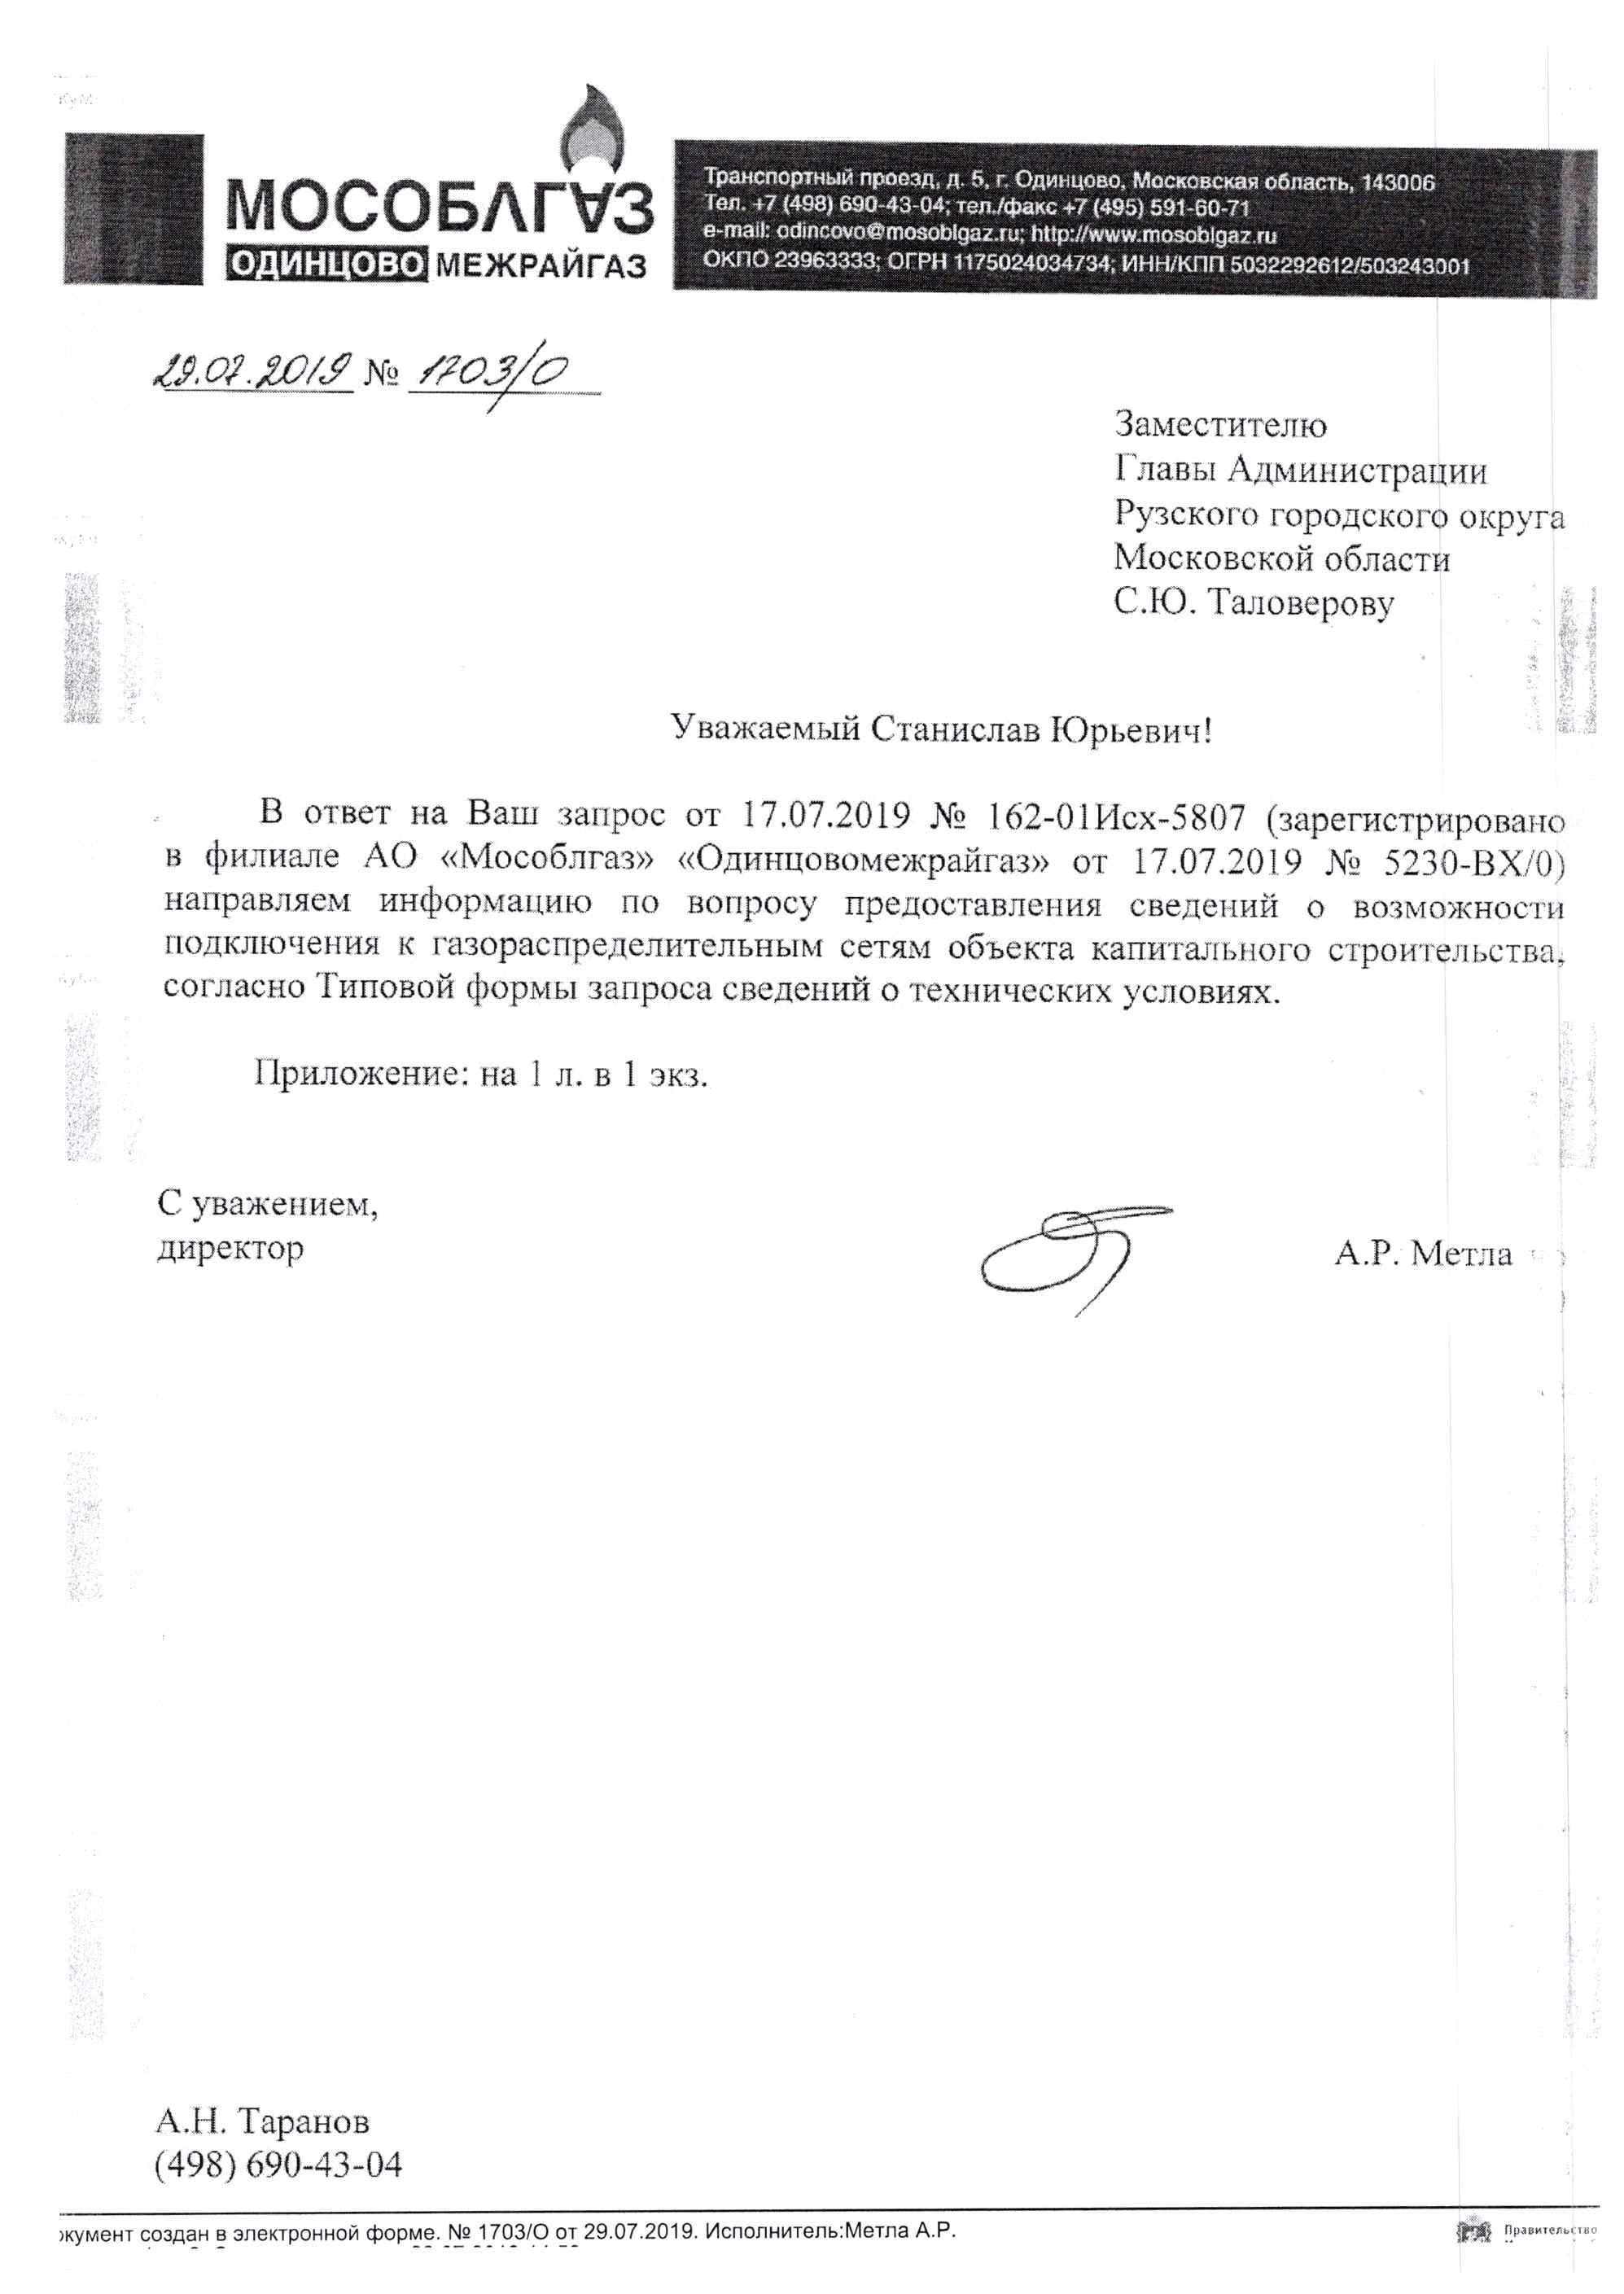 МОСОБЛГАЗ
ОДИНЦОВО МЕЖРАЙГАЗ
Транспортный проезд, д. 5, г. Одинцово, Московская область, 143006
Тел. +7 (498) 690-43-04; тел./факс +7 (495) 591-60-71
e-mail: odincovo@mosoblgaz.ru; http://www.mosoblgaz.ru
ОКПО 23963333; ОГРН 1175024034734; ИНН/КПП 5032292612/503243001
29.07.2019 № 1703/О
Заместителю
Главы Администрации
Рузского городского округа
Московской области
С.Ю. Таловерову
Уважаемый Станислав Юрьевич!
В ответ на Ваш запрос от 17.07.2019 № 162-01Исх-5807 (зарегистрировано
в филиале АО «Мособлгаз» «Одинцовомежрайгаз» от 17.07.2019 № 5230-ВХ/0)
направляем информацию по вопросу предоставления сведений о возможности
подключения к газораспределительным сетям объекта капитального строительства,
согласно Типовой формы запроса сведений о технических условиях.
Приложение: на 1 л. в 1 экз.
С уважением,
директор
А.Р. Метла
А.Н. Таранов
(498) 690-43-04
окумент создан в электронной форме. № 1703/О от 29.07.2019. Исполнитель:Метла А.Р.
Правительство